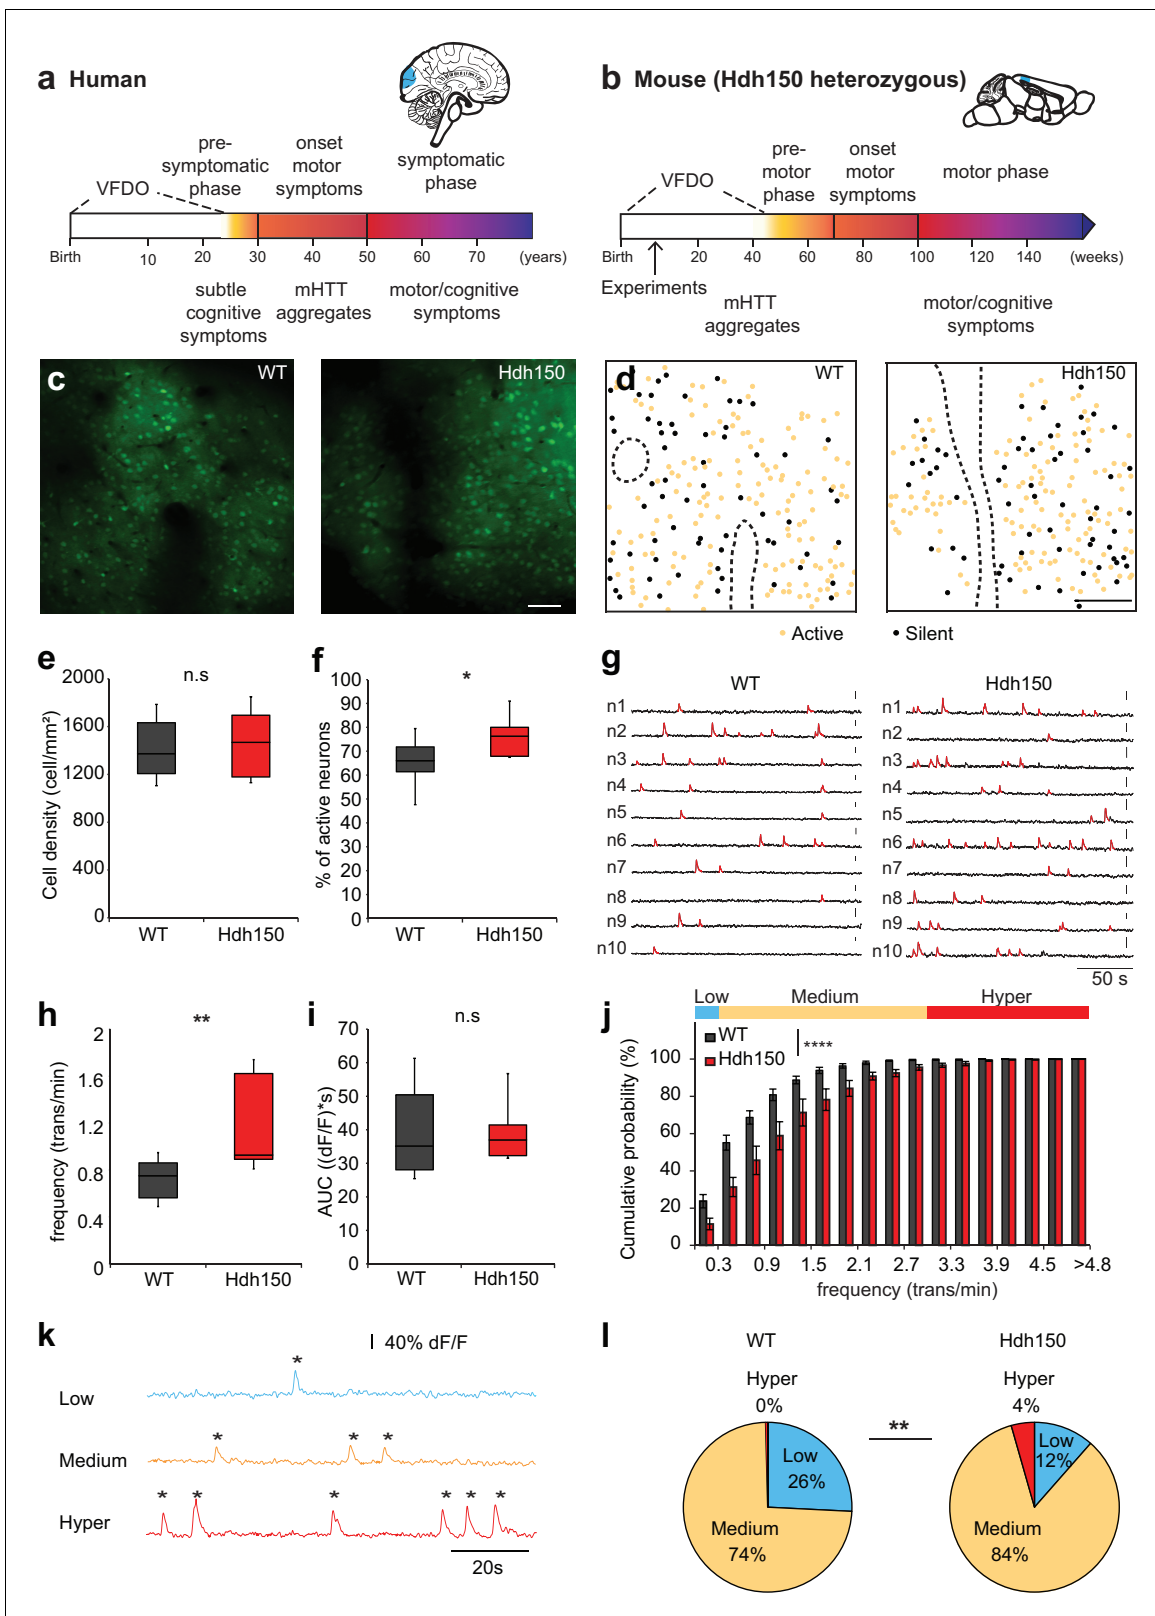 a Human
pre-
symptomatic
phase
onset
motor
symptoms
symptomatic
phase
VFDO
Birth 10 20 30 40 50 60 70 (years)
subtle
cognitive
symptoms
mHTT
aggregates
motor/cognitive
symptoms
b Mouse (Hdh150 heterozygous)
pre-
motor
phase
onset
motor
symptoms
motor phase
VFDO
Birth 20 40 60 80 100 120 140 (weeks)
Experiments
mHTT
aggregates
motor/cognitive
symptoms
c WT
Hdh150
d WT
Hdh150
Active
Silent
e
n.s
Cell density (cell/mm²)
2000
1600
1200
800
400
0
WT Hdh150
f
*
% of active neurons
100
90
80
70
60
50
40
30
20
10
0
WT Hdh150
g
WT
n1
n2
n3
n4
n5
n6
n7
n8
n9
n10
Hdh150
n1
n2
n3
n4
n5
n6
n7
n8
n9
n10
50 s
h
**
frequency (trans/min)
2
1.6
1.2
0.8
0.4
0
WT Hdh150
i
n.s
AUC ((dF/F)*s)
70
60
50
40
30
20
10
0
WT Hdh150
j
Low Medium Hyper
WT
Hdh150
****
Cumulative probability (%)
100
80
60
40
20
0
0.3 0.9 1.5 2.1 2.7 3.3 3.9 4.5 >4.8
frequency (trans/min)
k
40% dF/F
Low
*
Medium
* * *
Hyper
* * * * * *
20s
l
WT
Hyper
0%
Low
26%
Medium
74%
**
Hdh150
Hyper
4%
Low
12%
Medium
84%